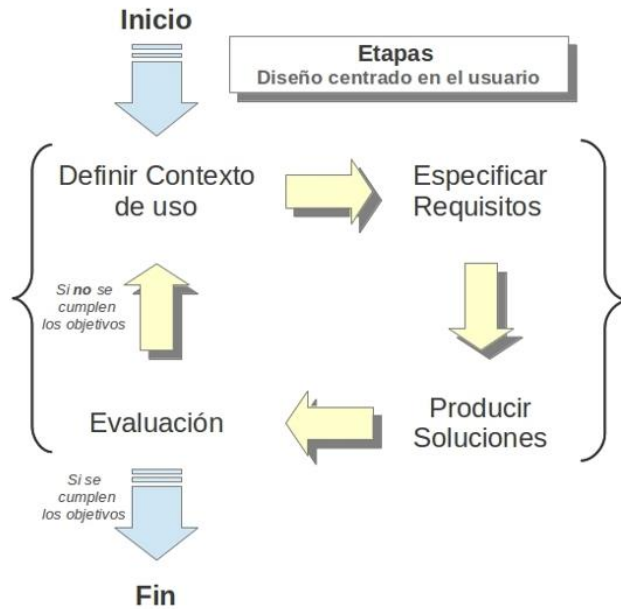 Inicio
Etapas
Diseño centrado en el usuario
Definir Contexto
de uso
Especificar
Requisitos
Si no se
cumplen
los objetivos
Evaluación
Producir
Soluciones
Si se
cumplen
los objetivos
Fin